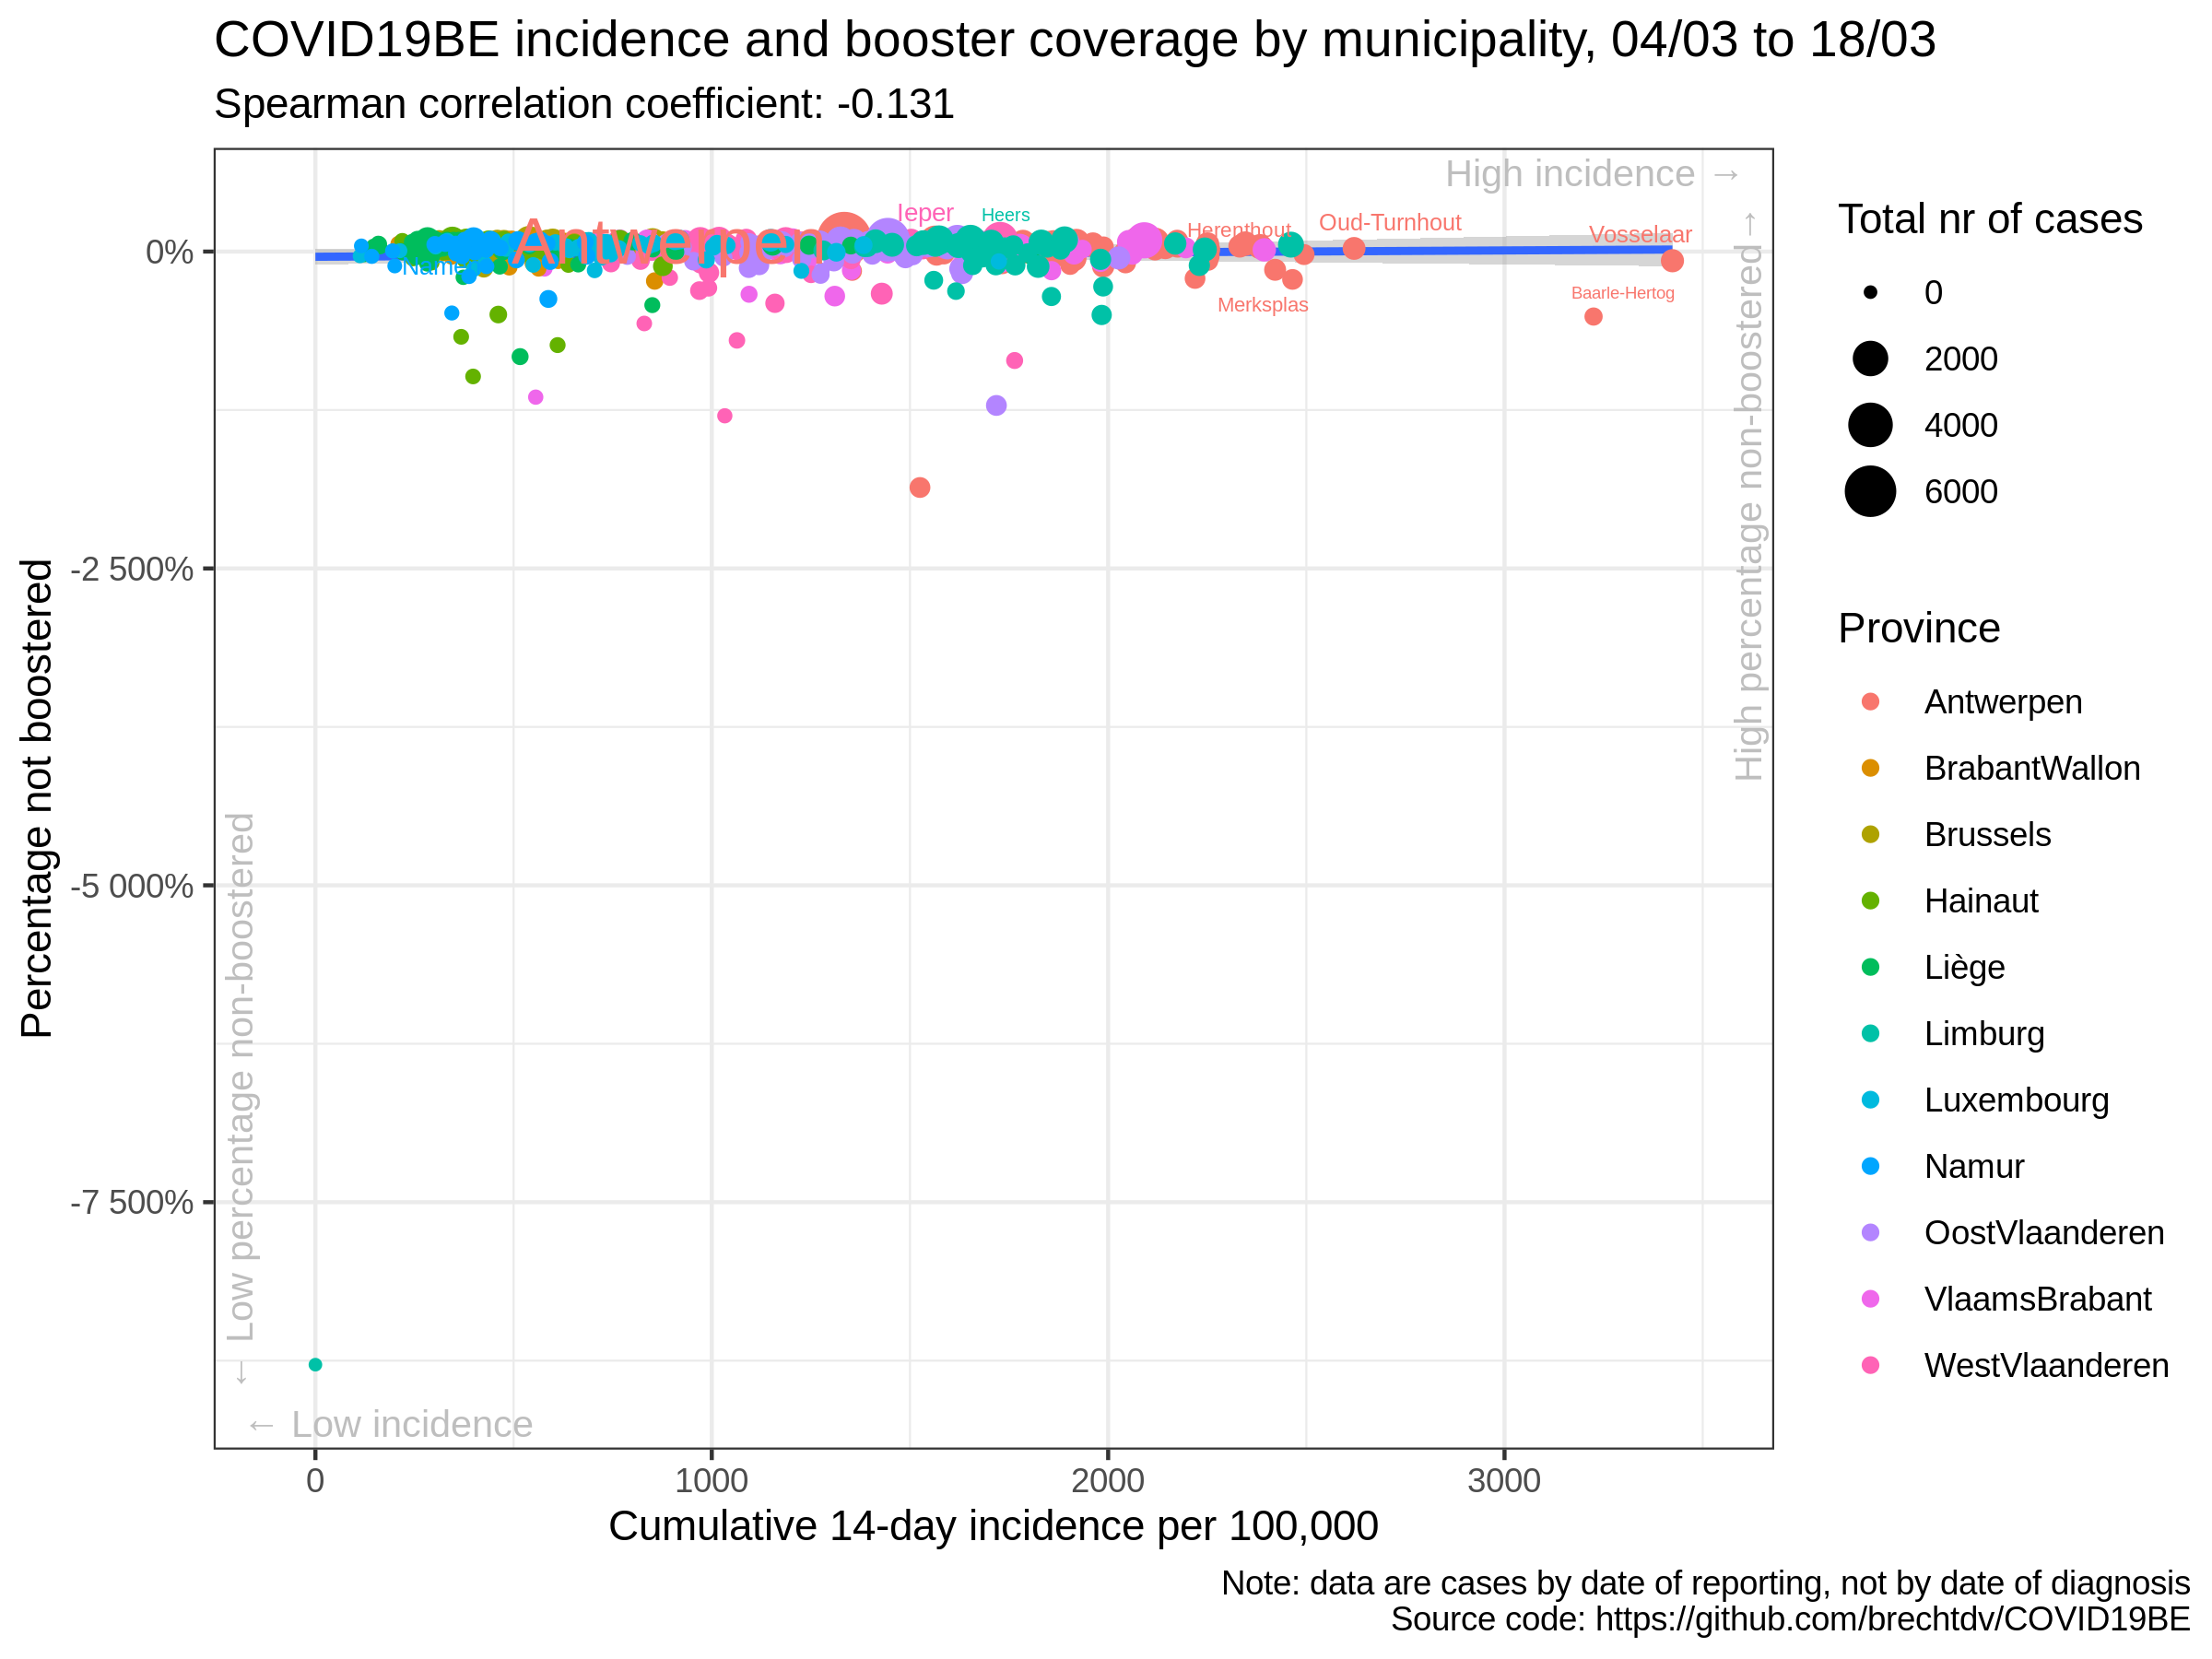 COVID19BE incidence and booster coverage by municipality, 04/03 to 18/03
Spearman correlation coefficient: -0.131
High incidence →
High percentage non-boostered →
Ieper
Heers
Herenthout
Oud-Turnhout
Vosselaar
Antwerpen
Baarle-Hertog
Merksplas
0%
-2 500%
-5 000%
-7 500%
Percentage not boostered
← Low percentage non-boostered
← Low incidence
0
1000
2000
3000
Cumulative 14-day incidence per 100,000
Total nr of cases
0
2000
4000
6000
Province
Antwerpen
BrabantWallon
Brussels
Hainaut
Liège
Limburg
Luxembourg
Namur
OostVlaanderen
VlaamsBrabant
WestVlaanderen
Note: data are cases by date of reporting, not by date of diagnosis
Source code: https://github.com/brechtdv/COVID19BE